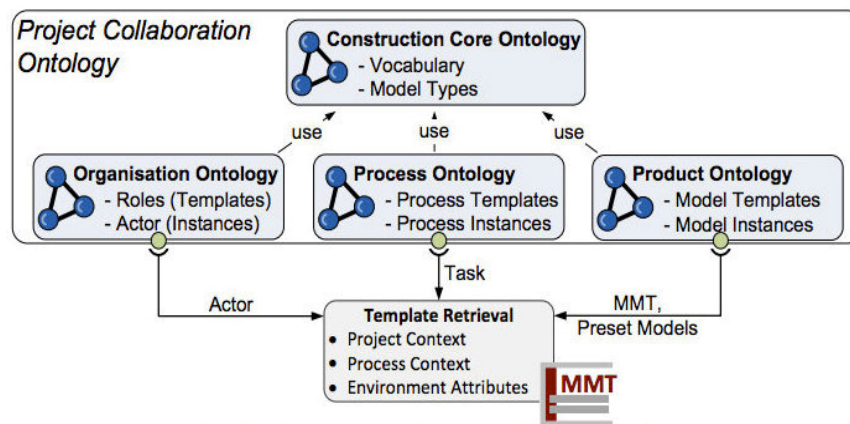 Project Collaboration
Ontology
Construction Core Ontology
- Vocabulary
- Model Types
use
use
use
Organisation Ontology
- Roles (Templates)
- Actor (Instances)
Process Ontology
- Process Templates
- Process Instances
Product Ontology
- Model Templates
- Model Instances
Actor
Task
MMT,
Preset Models
Template Retrieval
• Project Context
• Process Context
• Environment Attributes
MMT